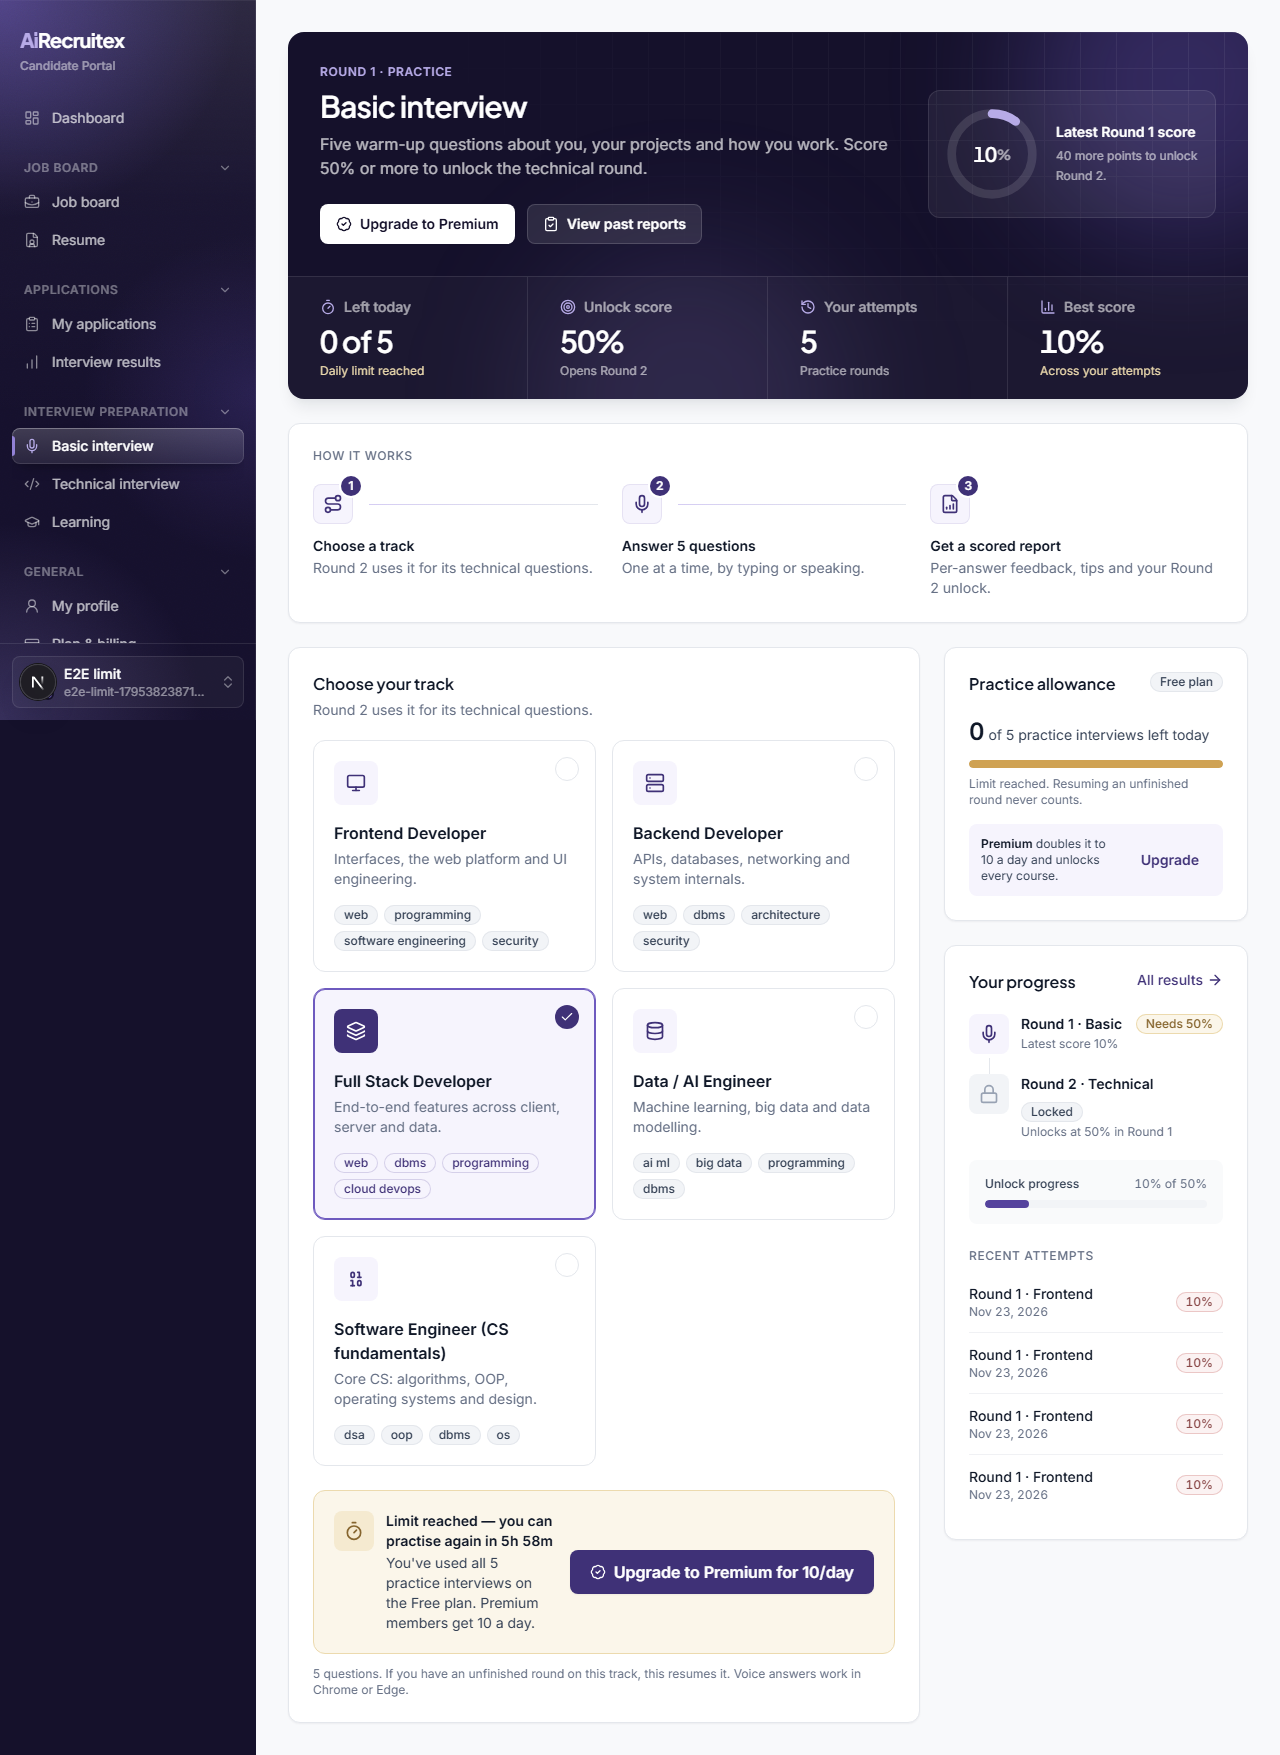 AiRecruitex
Candidate Portal
Dashboard
JOB BOARD
Job board
Resume
APPLICATIONS
My applications
Interview results
INTERVIEW PREPARATION
Basic interview
Technical interview
Learning
GENERAL
My profile
Plan & billing
N
E2E limit
e2e-limit-17953823871...
ROUND 1 · PRACTICE
Basic interview
Five warm-up questions about you, your projects and how you work. Score
50% or more to unlock the technical round.
Upgrade to Premium
View past reports
10%
Latest Round 1 score
40 more points to unlock
Round 2.
Left today
0 of 5
Daily limit reached
Unlock score
50%
Opens Round 2
Your attempts
5
Practice rounds
Best score
10%
Across your attempts
HOW IT WORKS
1
Choose a track
Round 2 uses it for its technical questions.
2
Answer 5 questions
One at a time, by typing or speaking.
3
Get a scored report
Per-answer feedback, tips and your Round
2 unlock.
Choose your track
Round 2 uses it for its technical questions.
Frontend Developer
Interfaces, the web platform and UI
engineering.
web programming
software engineering security
Backend Developer
APIs, databases, networking and
system internals.
web dbms architecture
security
Full Stack Developer
End-to-end features across client,
server and data.
web dbms programming
cloud devops
Data / AI Engineer
Machine learning, big data and data
modelling.
ai ml big data programming
dbms
01
10
Software Engineer (CS
fundamentals)
Core CS: algorithms, OOP,
operating systems and design.
dsa oop dbms os
Limit reached — you can
practise again in 5h 58m
You've used all 5
practice interviews on
the Free plan. Premium
members get 10 a day.
Upgrade to Premium for 10/day
5 questions. If you have an unfinished round on this track, this resumes it. Voice answers work in
Chrome or Edge.
Practice allowance
Free plan
0 of 5 practice interviews left today
Limit reached. Resuming an unfinished
round never counts.
Premium doubles it to
10 a day and unlocks
every course.
Upgrade
Your progress
All results
Round 1 · Basic
Needs 50%
Latest score 10%
Round 2 · Technical
Locked
Unlocks at 50% in Round 1
Unlock progress
10% of 50%
RECENT ATTEMPTS
Round 1 · Frontend
Nov 23, 2026
10%
Round 1 · Frontend
Nov 23, 2026
10%
Round 1 · Frontend
Nov 23, 2026
10%
Round 1 · Frontend
Nov 23, 2026
10%